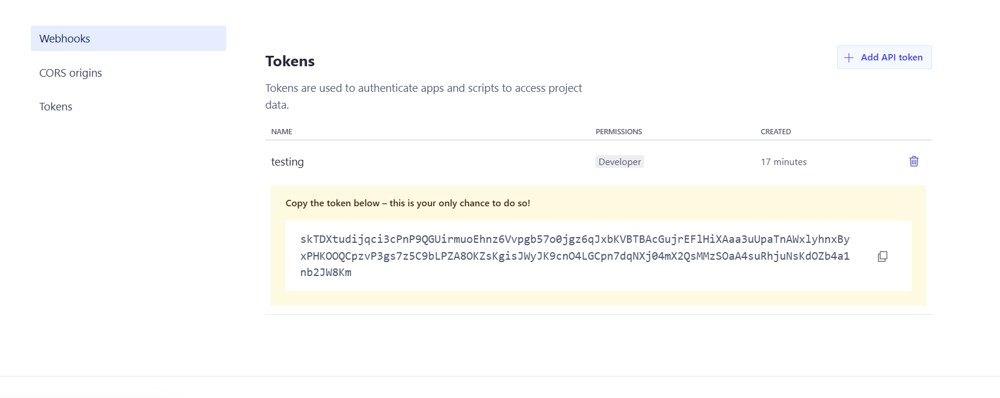 Webhooks
CORS origins
Tokens
Tokens
Add API token
Tokens are used to authenticate apps and scripts to access project
data.
NAME PERMISSIONS CREATED
testing Developer 17 minutes
Copy the token below – this is your only chance to do so!
skTDXtudijqci3cPnP9QGUirmuoEhnz6Vvpgb57o0jgz6qJxbKVBTBAcGujrEFlHiXAaa3uUpaTnAWxlyhnxBy
xPHKOOQCpzvP3gs7z5C9bLPZA8OKZsKgisJWyJK9cnO4LGCpn7dqNXj04mX2QsMMzSOaA4suRhjuNsKdOZb4a1
nb2JW8Km